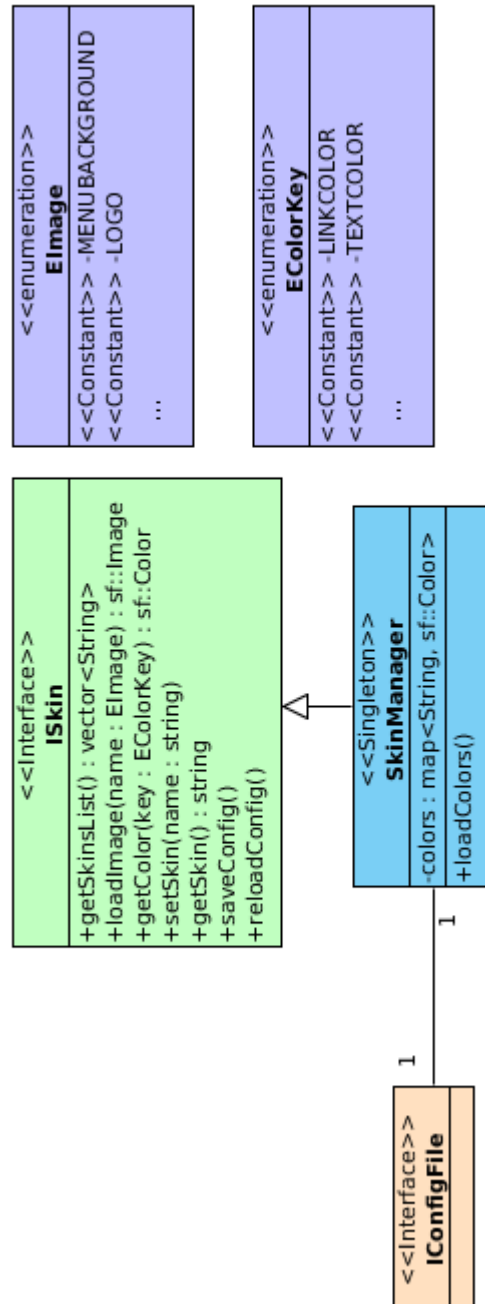 <<Interface>>
ISkin
+getSkinsList() : vector<String>
+loadImage(name : EImage) : sf::Image
+getColor(key : EColorKey) : sf::Color
+setSkin(name : string)
+getSkin() : string
+saveConfig()
+reloadConfig()
<<enumeration>>
EImage
<<Constant>> -MENUBACKGROUND
<<Constant>> -LOGO
...
<<enumeration>>
EColorKey
<<Constant>> -LINKCOLOR
<<Constant>> -TEXTCOLOR
...
<<Interface>>
IConfigFile
1
1
<<Singleton>>
SkinManager
-colors : map<String, sf::Color>
+loadColors()